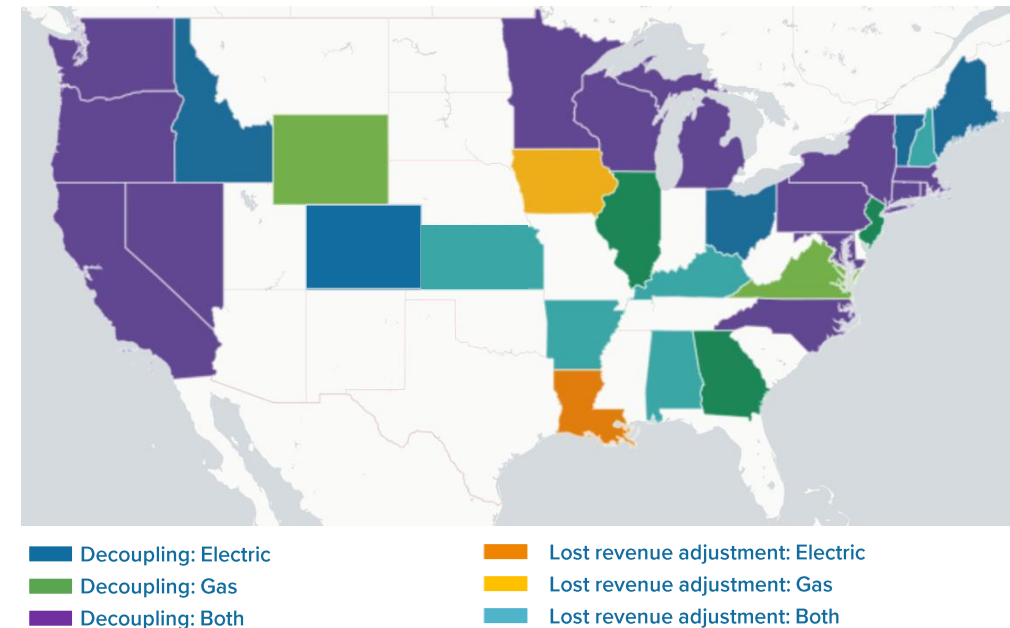 Decoupling: Electric
Decoupling: Gas
Decoupling: Both
Lost revenue adjustment: Electric
Lost revenue adjustment: Gas
Lost revenue adjustment: Both